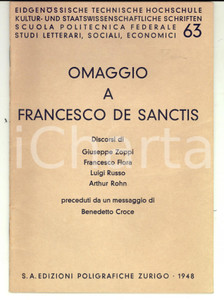 EIDGENÖSSISCHE TECHNISCHE HOCHSCHULE
KULTUR- UND STAATSWISSENSCHAFTLICHE SCHRIFTEN
SCUOLA POLITECNICA FEDERALE
STUDI LETTERARI, SOCIALI, ECONOMICI
63
OMAGGIO
A
FRANCESCO DE SANCTIS
Discorsi di
Giuseppe Zoppi
Francesco Flora
Luigi Russo
Arthur Rohn
preceduti da un messaggio di
Benedetto Croce
S.A. EDIZIONI POLIGRAFICHE ZURIGO · 1948
iCharta